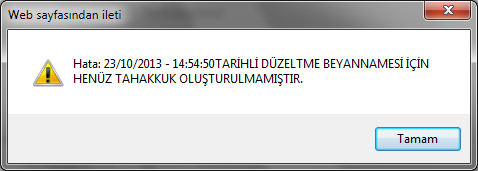 Web sayfasından ileti
Hata: 23/10/2013 - 14:54:50TARİHLİ DÜZELTME BEYANNAMESİ İÇİN
HENÜZ TAHAKKUK OLUŞTURULMAMIŞTIR.
Tamam